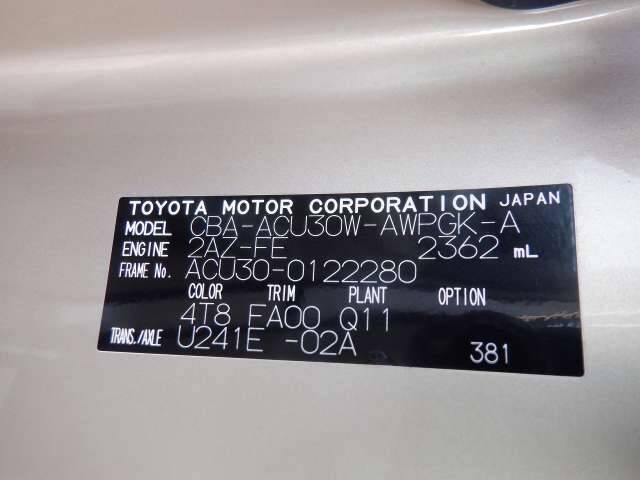 TOYOTA MOTOR CORPORATION JAPAN
MODEL CBA-ACU30W-AWPGK-A
ENGINE 2AZ-FE 2362 mL
FRAME No. ACU30-0122280
COLOR TRIM PLANT OPTION
4T8 FA00 Q11
TRANS./AXLE U241E -02A
381